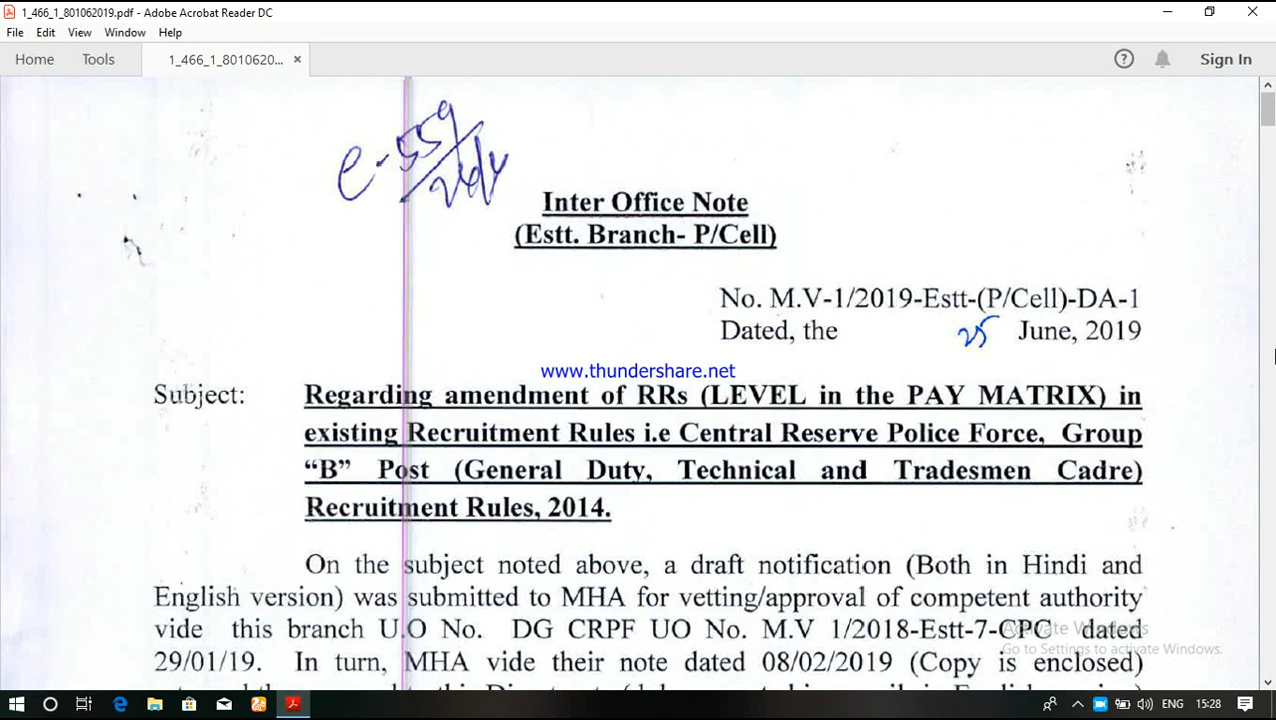 1_466_1_801062019.pdf - Adobe Acrobat Reader DC
File Edit View Window Help
Home Tools 1_466_1_8010620... × Sign In
Inter Office Note
(Estt. Branch- P/Cell)
No. M.V-1/2019-Estt-(P/Cell)-DA-1
Dated, the 25 June, 2019
www.thundershare.net
Subject: Regarding amendment of RRs (LEVEL in the PAY MATRIX) in
existing Recruitment Rules i.e Central Reserve Police Force, Group
“B” Post (General Duty, Technical and Tradesmen Cadre)
Recruitment Rules, 2014.
On the subject noted above, a draft notification (Both in Hindi and
English version) was submitted to MHA for vetting/approval of competent authority
vide this branch U.O No. DG CRPF UO No. M.V 1/2018-Estt-7-CPC dated
Activate Windows
29/01/19. In turn, MHA vide their note dated 08/02/2019 (Copy is enclosed)
Go to Settings to activate Windows.
ENG 15:28